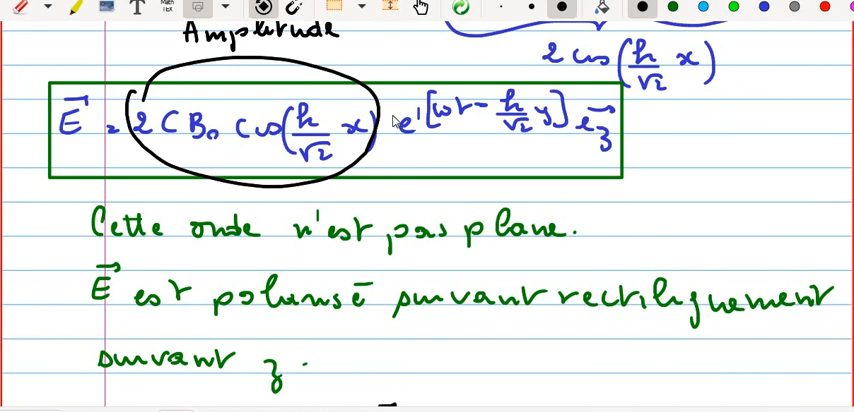 Amplitude
2 cos(k/√2 x)
E⃗ = 2 C B₀ cos(k/√2 x) · e^i[ωt - k/√2 y] e⃗z
Cette onde n'est pas plane.
E⃗ est polarisé suivant rectilignement
suivant z.